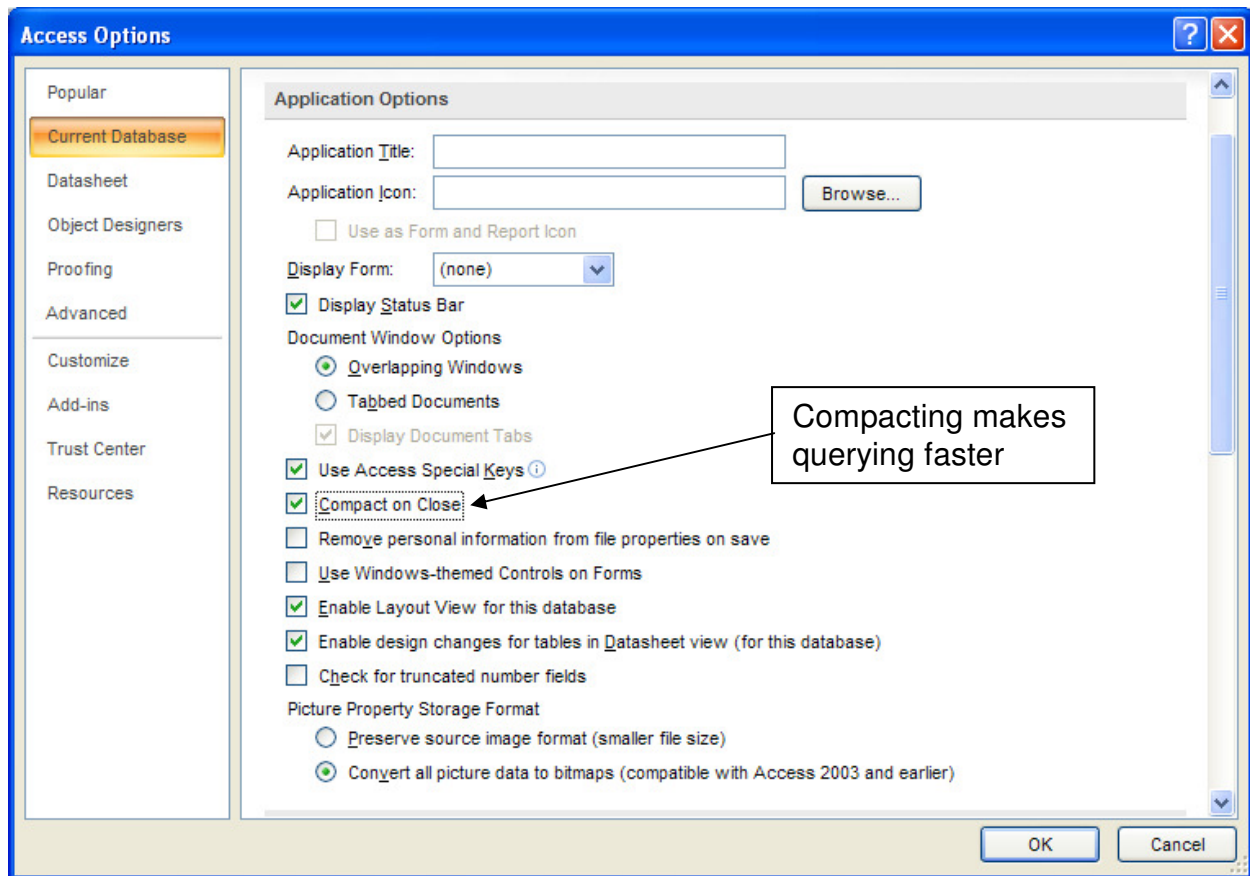 Access Options
Popular
Current Database
Datasheet
Object Designers
Proofing
Advanced
Customize
Add-ins
Trust Center
Resources
Application Options
Application Title:
Application Icon:
Browse...
Use as Form and Report Icon
Display Form:
(none)
Display Status Bar
Document Window Options
Overlapping Windows
Tabbed Documents
Display Document Tabs
Use Access Special Keys
Compact on Close
Remove personal information from file properties on save
Use Windows-themed Controls on Forms
Enable Layout View for this database
Enable design changes for tables in Datasheet view (for this database)
Check for truncated number fields
Picture Property Storage Format
Preserve source image format (smaller file size)
Convert all picture data to bitmaps (compatible with Access 2003 and earlier)
Compacting makes
querying faster
OK
Cancel